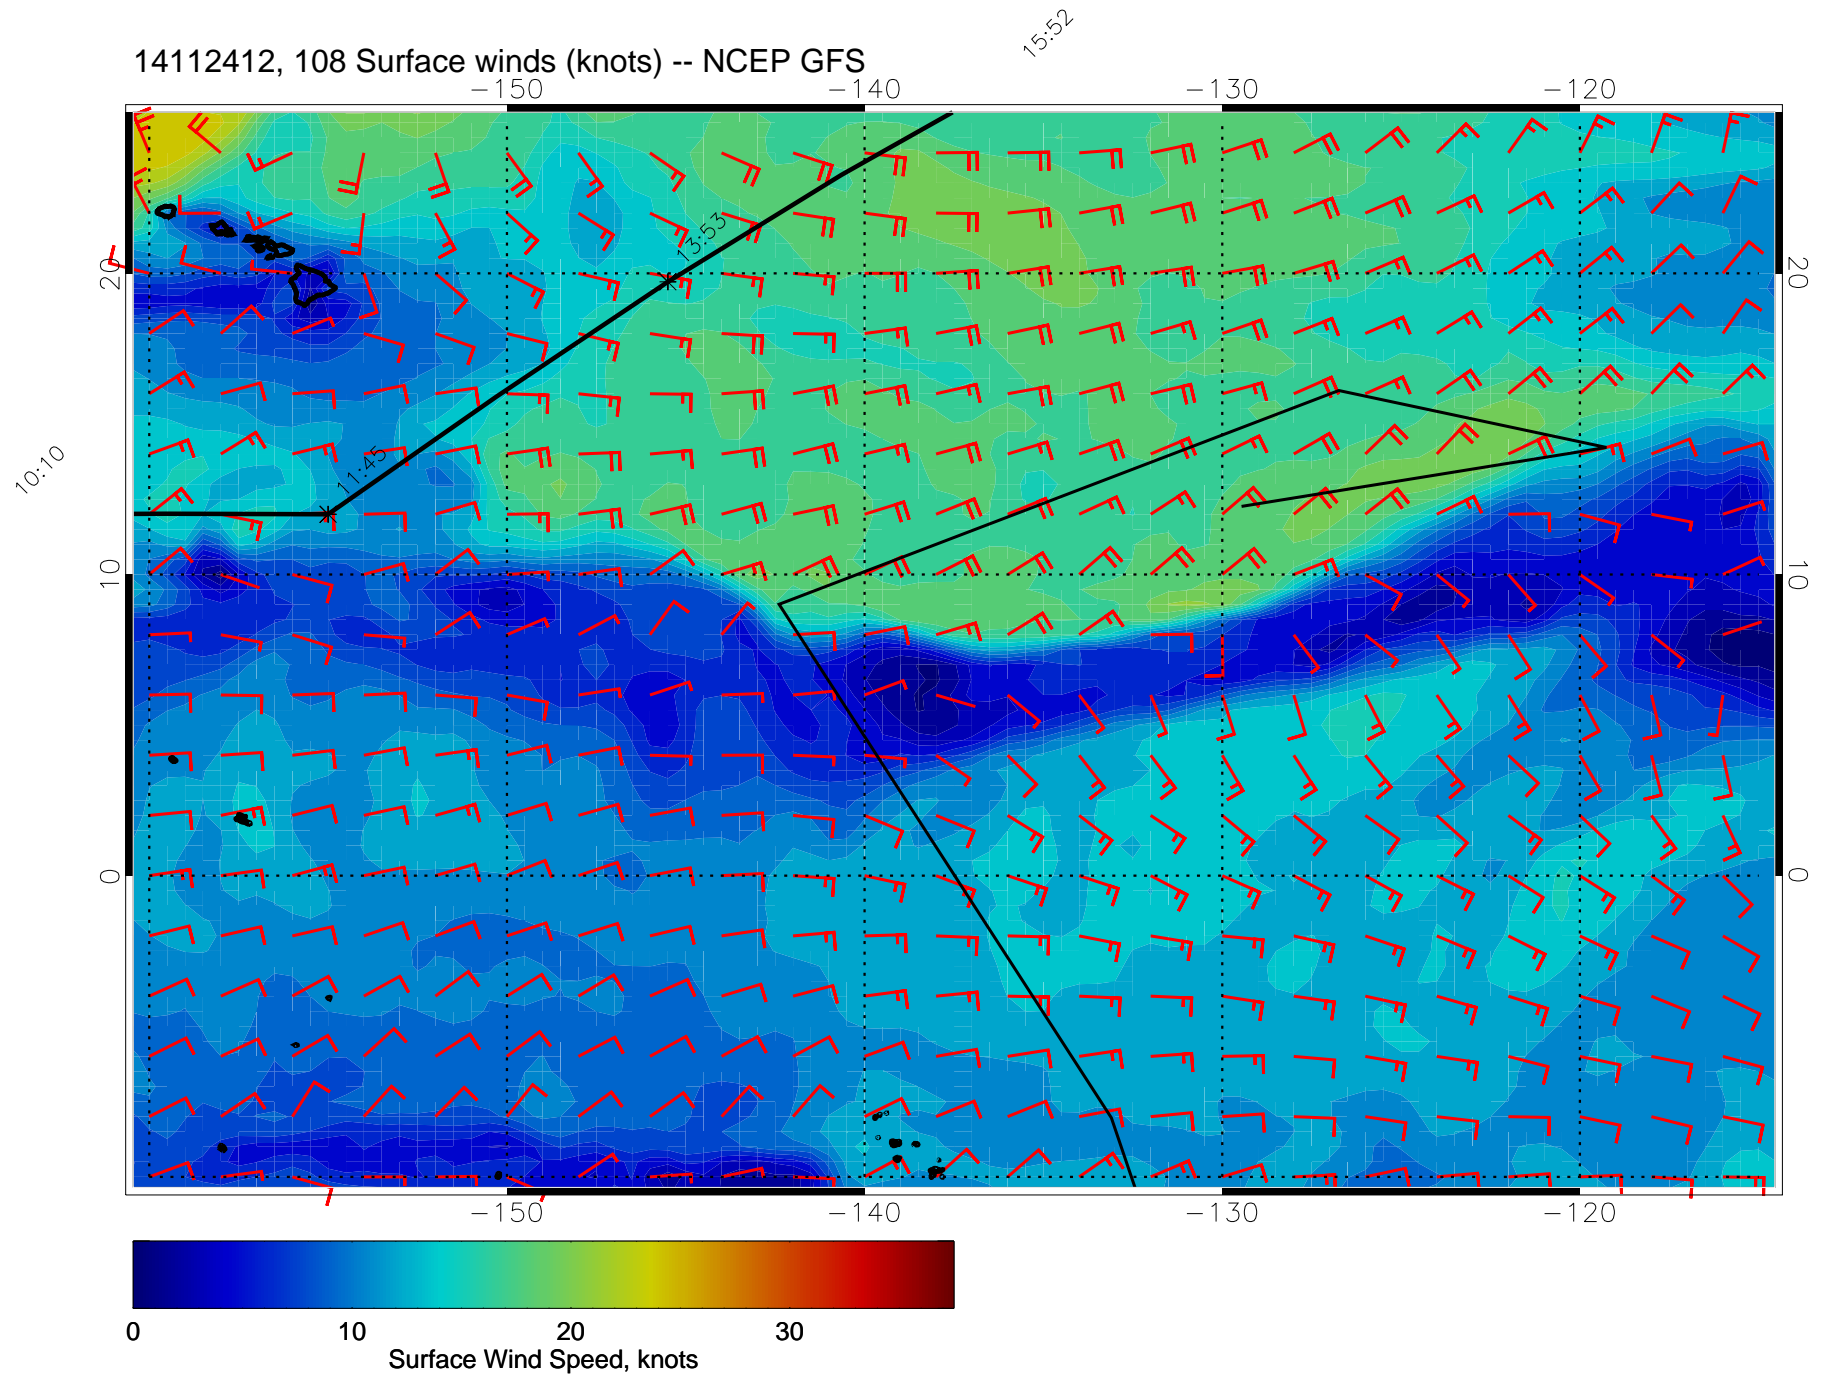 15:52
14112412, 108 Surface winds (knots) -- NCEP GFS
-150 -140 -130 -120
13:53
20 20
11:45
10:10
10 10
0 0
-150 -140 -130 -120
0 10 20 30
Surface Wind Speed, knots